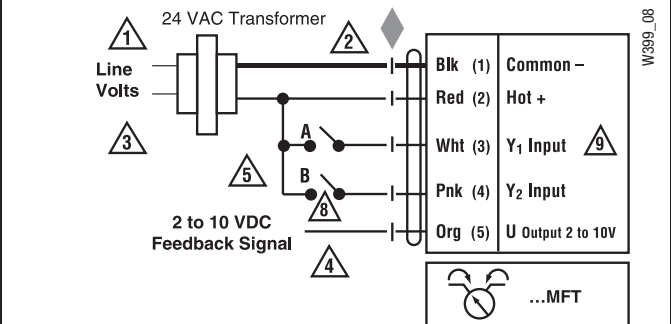 24 VAC Transformer
W399_08
1
2
Line
Volts
Blk (1) Common –
Red (2) Hot +
3
A
Wht (3) Y₁ Input
9
5
B
Pnk (4) Y₂ Input
8
2 to 10 VDC
Feedback Signal
Org (5) U Output 2 to 10V
4
...MFT